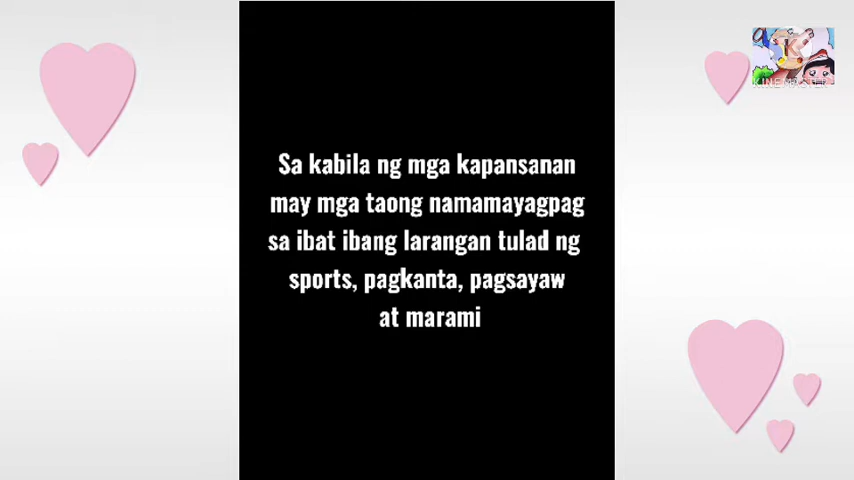 Sa kabila ng mga kapansanan
may mga taong namamayagpag
sa ibat ibang larangan tulad ng
sports, pagkanta, pagsayaw
at marami
KINEMASTER